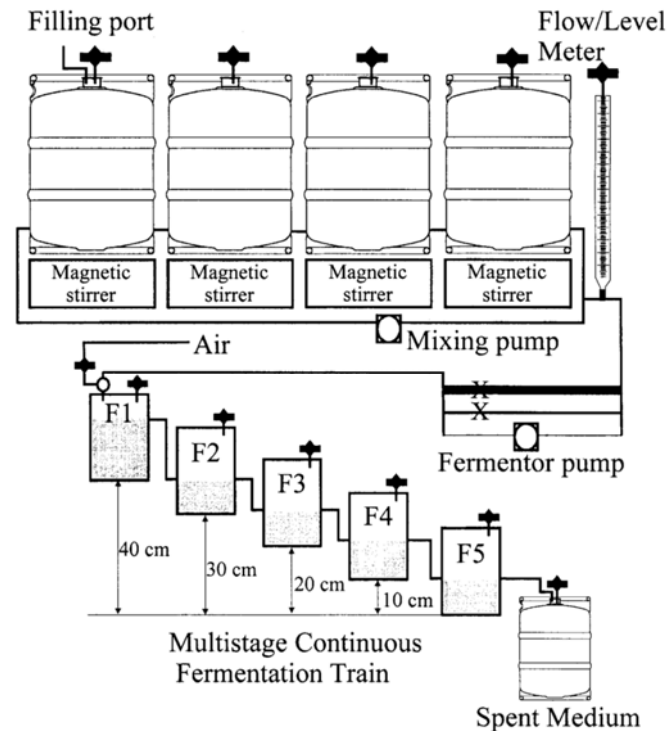 Filling port
Flow/Level
Meter
Magnetic
stirrer
Magnetic
stirrer
Magnetic
stirrer
Magnetic
stirrer
Mixing pump
Air
X
X
Fermentor pump
F1
F2
F3
F4
F5
40 cm
30 cm
20 cm
10 cm
Multistage Continuous
Fermentation Train
Spent Medium